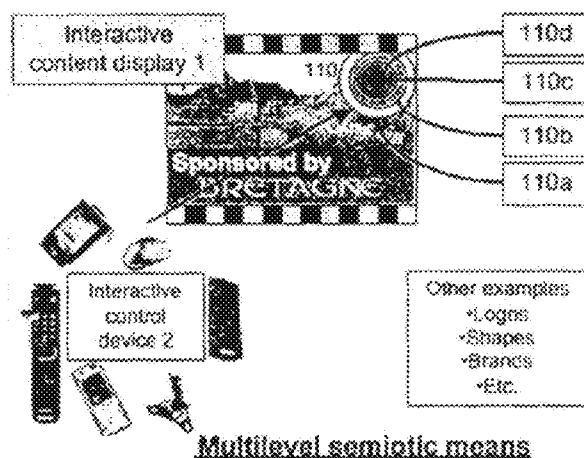 Interactive
content display 1
110
110d
110c
110b
110a
Sponsored by
BRETAGNE
Interactive
control
device 2
Other examples
•Logos
•Shapes
•Brands
•Etc.
Multilevel semiotic means